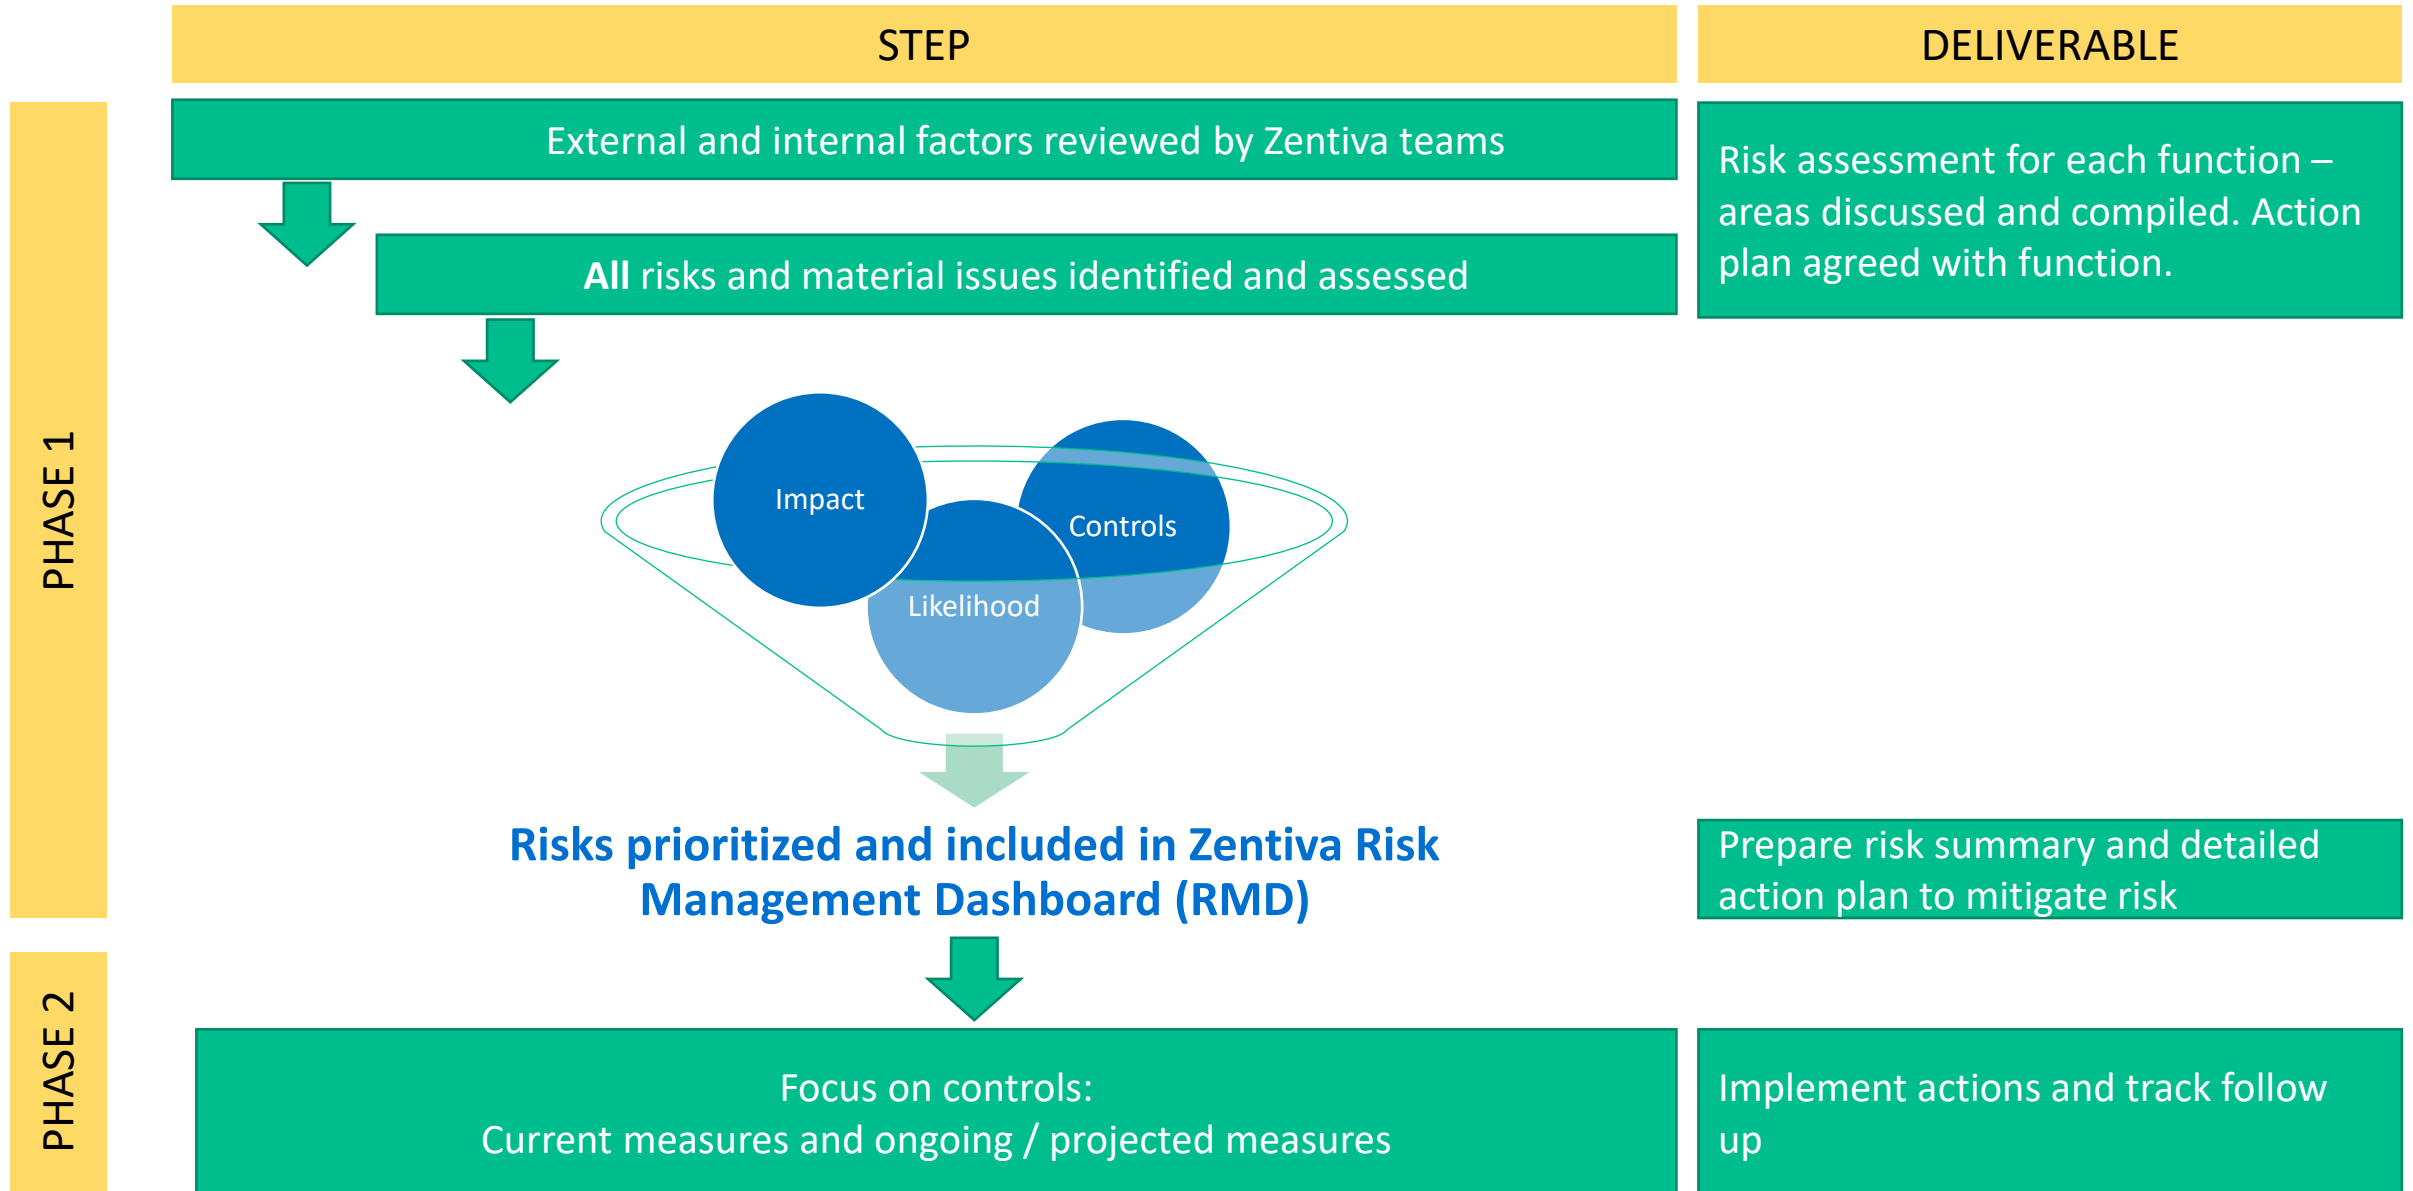 STEP
DELIVERABLE
PHASE 1
External and internal factors reviewed by Zentiva teams
Risk assessment for each function –
areas discussed and compiled. Action
plan agreed with function.
All risks and material issues identified and assessed
Impact
Controls
Likelihood
Risks prioritized and included in Zentiva Risk
Management Dashboard (RMD)
Prepare risk summary and detailed
action plan to mitigate risk
PHASE 2
Focus on controls:
Current measures and ongoing / projected measures
Implement actions and track follow
up